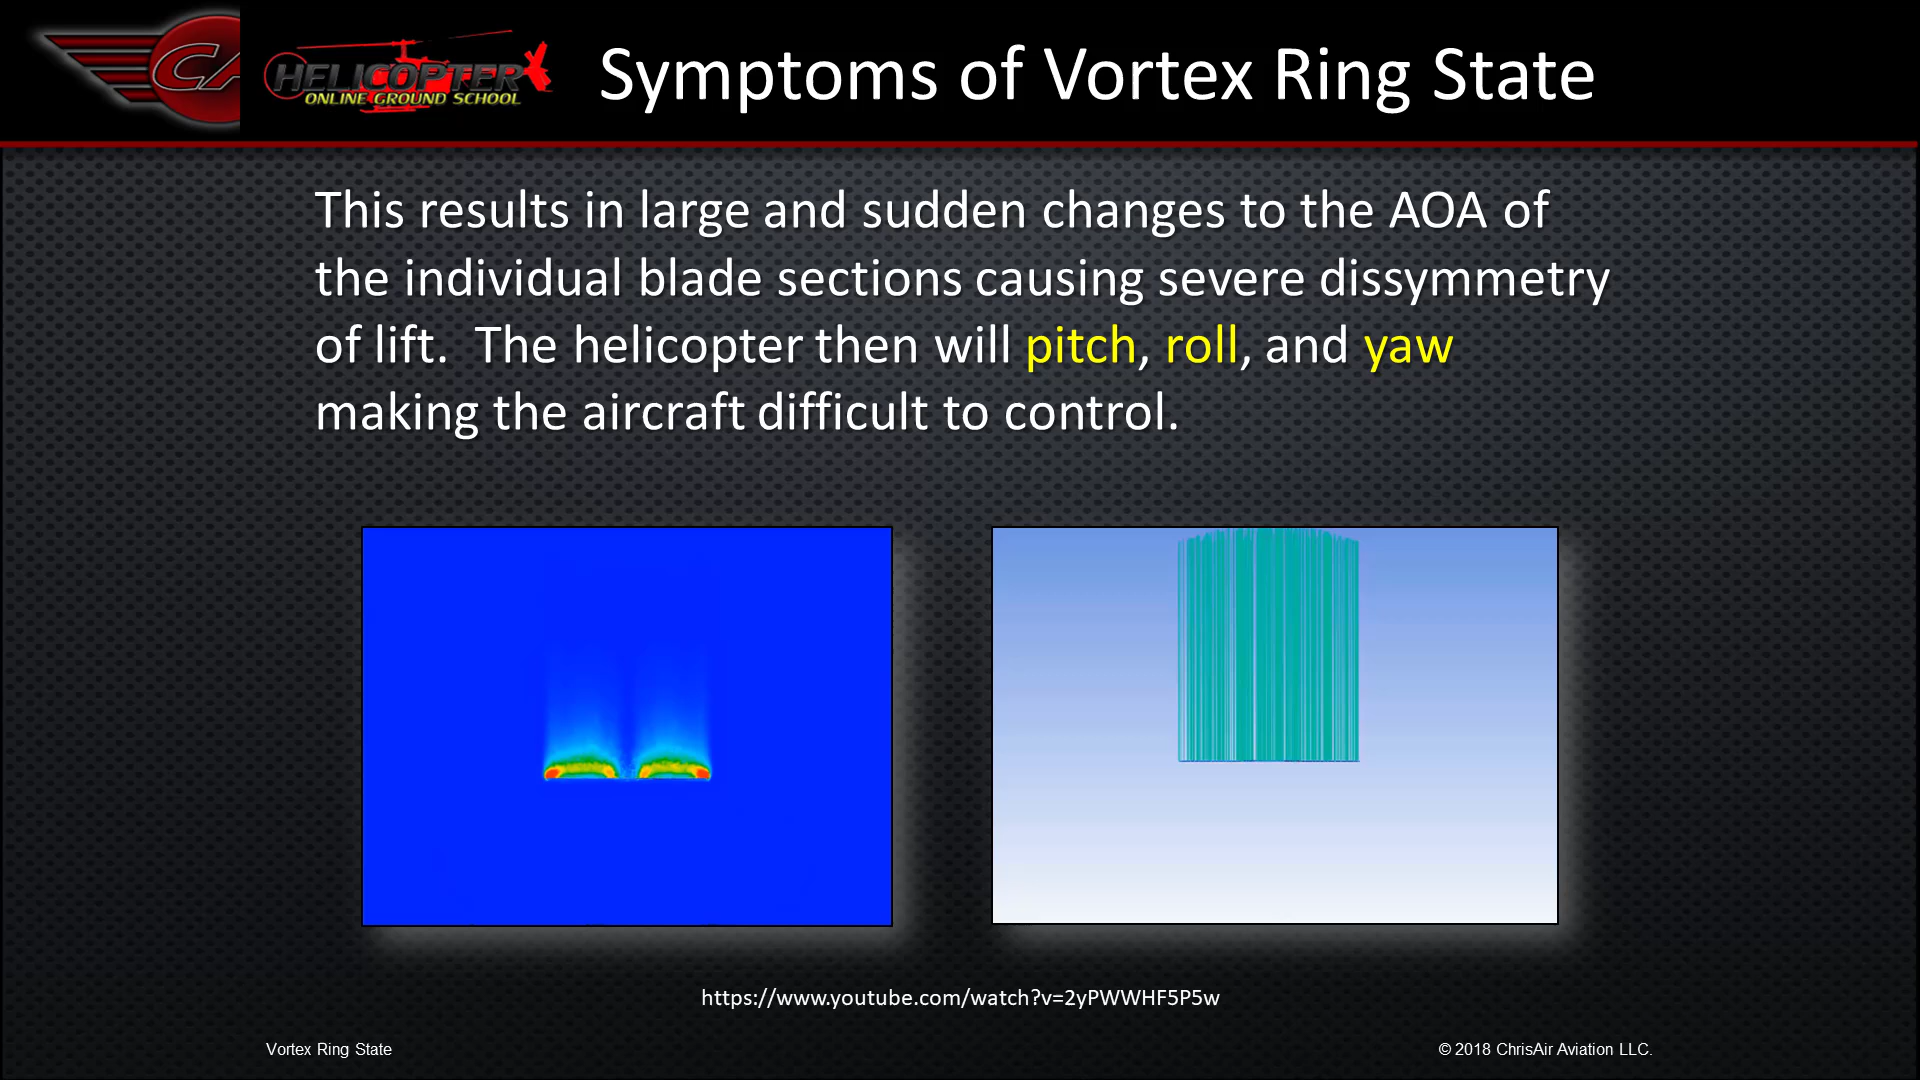 CA
HELICOPTER
ONLINE GROUND SCHOOL
Symptoms of Vortex Ring State
This results in large and sudden changes to the AOA of
the individual blade sections causing severe dissymmetry
of lift.  The helicopter then will pitch, roll, and yaw
making the aircraft difficult to control.
https://www.youtube.com/watch?v=2yPWWHF5P5w
Vortex Ring State
© 2018 ChrisAir Aviation LLC.